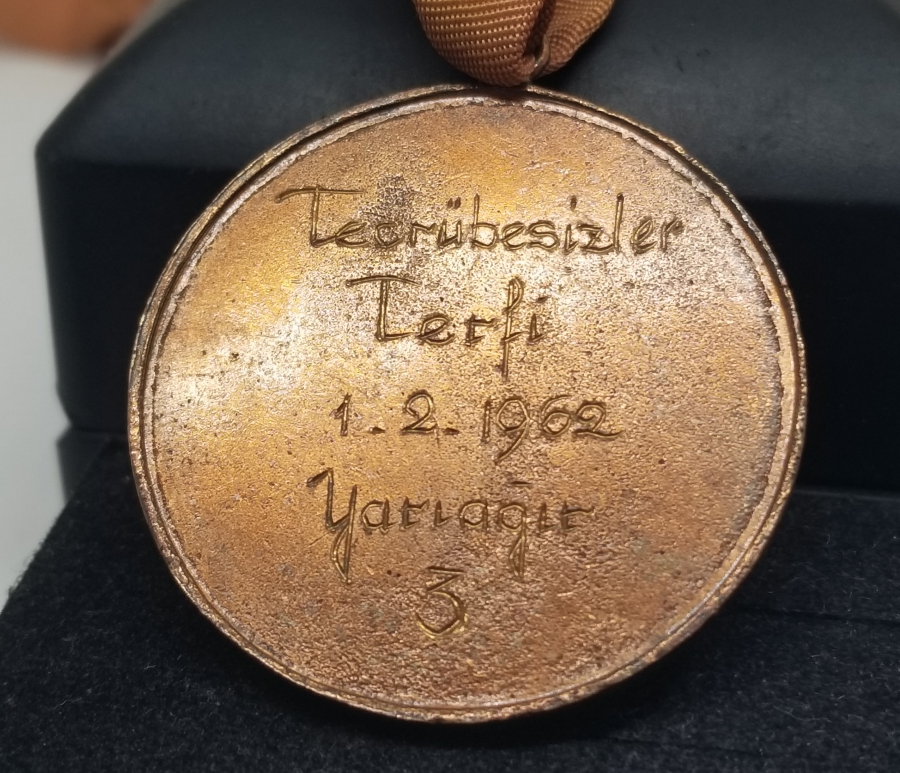 Tecrübesizler
Terfi
1-2-1962
Yarıağır
3